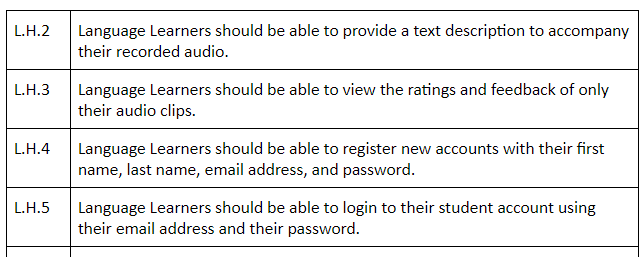 L.H.2 Language Learners should be able to provide a text description to accompany
their recorded audio.
L.H.3 Language Learners should be able to view the ratings and feedback of only
their audio clips.
L.H.4 Language Learners should be able to register new accounts with their first
name, last name, email address, and password.
L.H.5 Language Learners should be able to login to their student account using
their email address and their password.